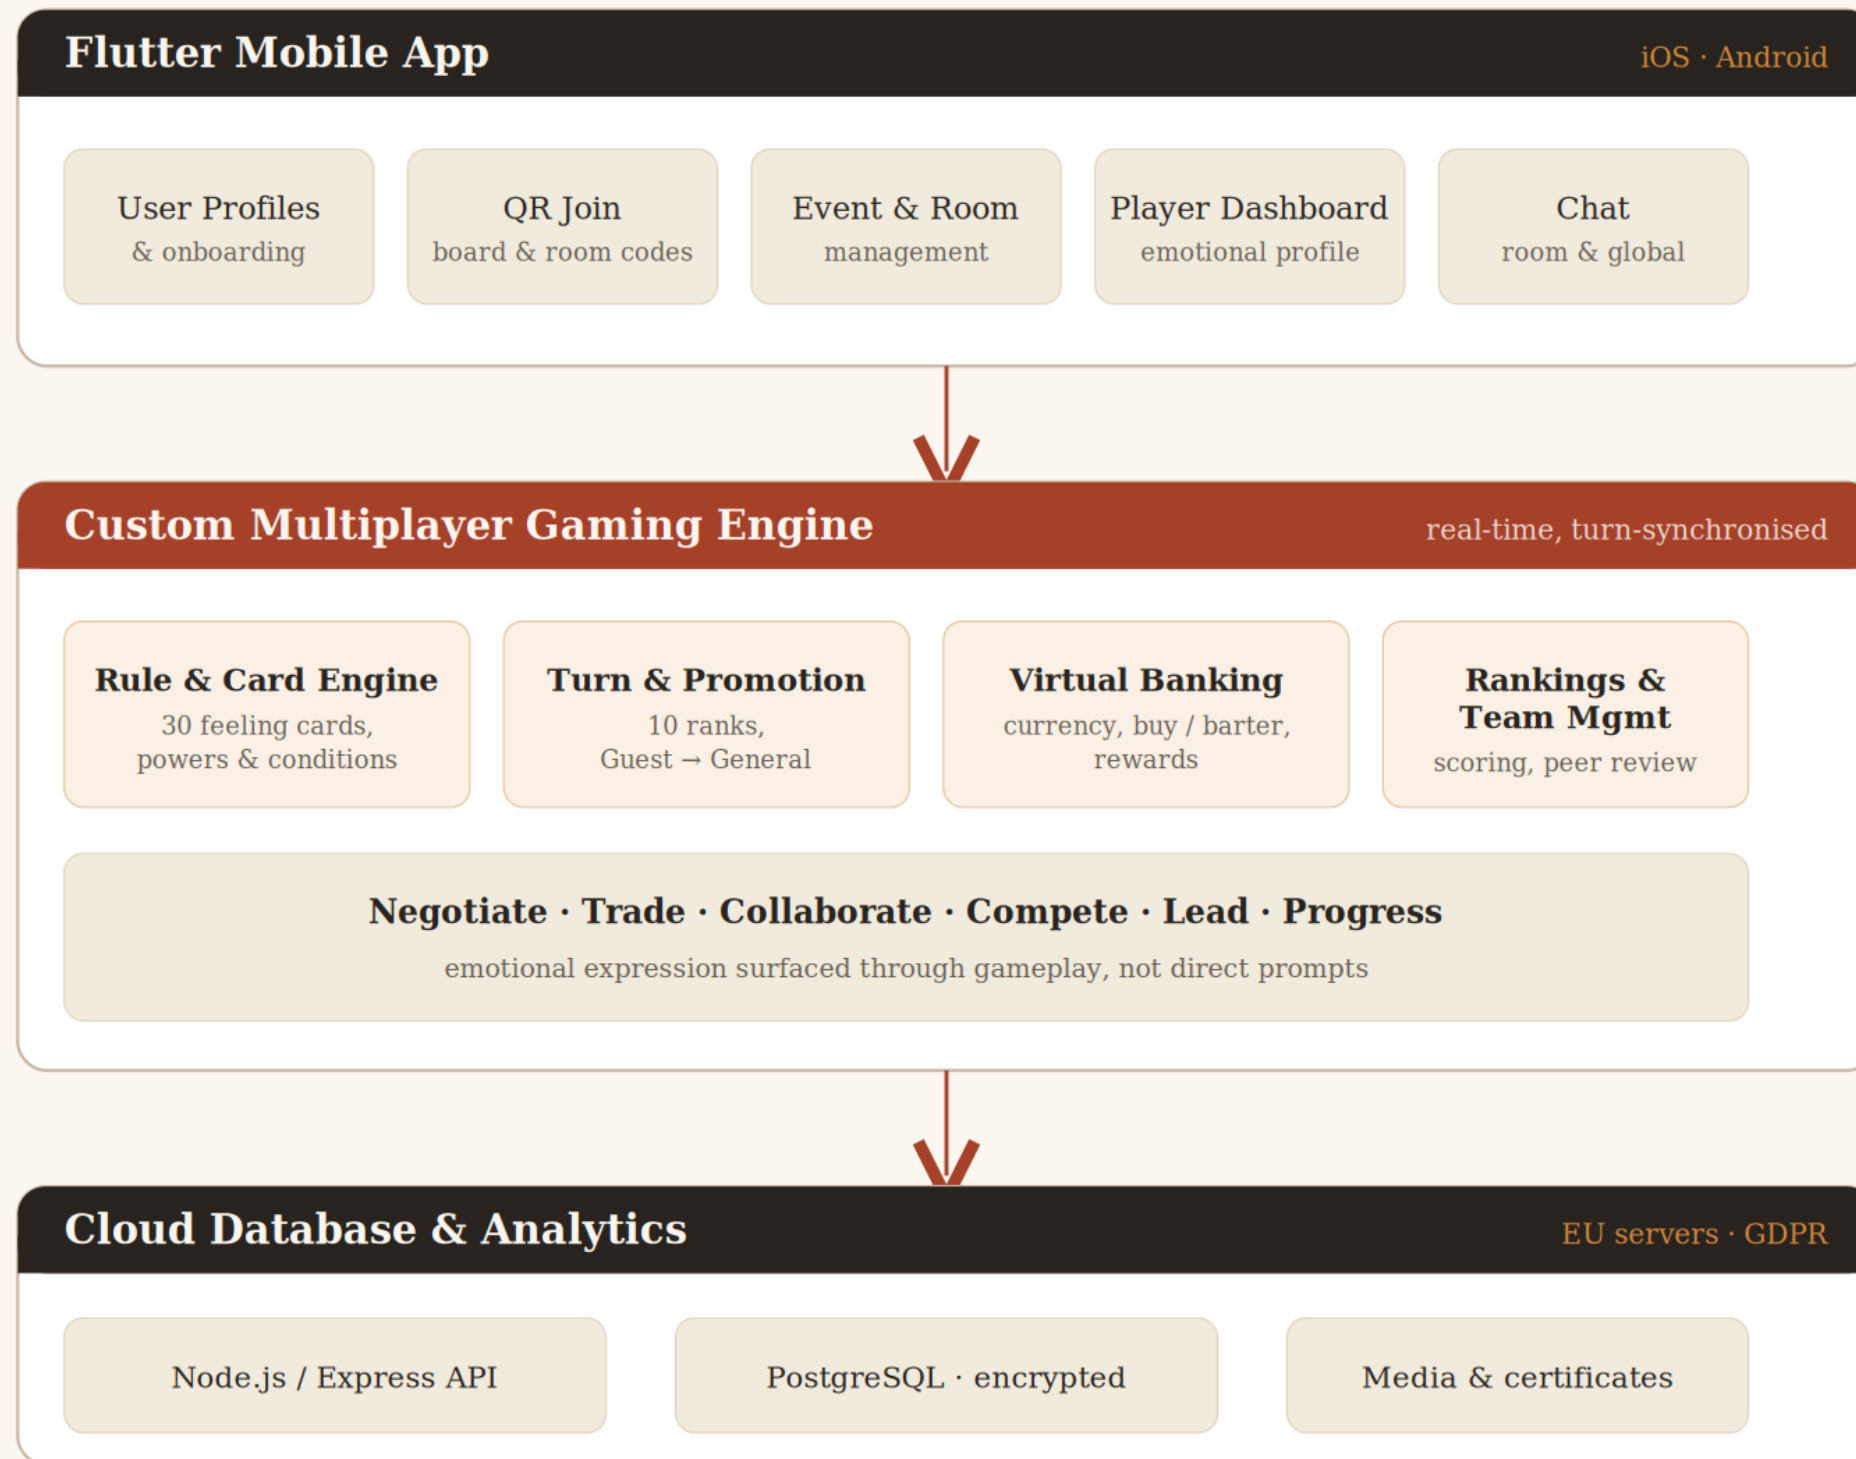 Flutter Mobile App
iOS · Android
User Profiles
& onboarding
QR Join
board & room codes
Event & Room
management
Player Dashboard
emotional profile
Chat
room & global
Custom Multiplayer Gaming Engine
real-time, turn-synchronised
Rule & Card Engine
30 feeling cards,
powers & conditions
Turn & Promotion
10 ranks,
Guest → General
Virtual Banking
currency, buy / barter,
rewards
Rankings &
Team Mgmt
scoring, peer review
Negotiate · Trade · Collaborate · Compete · Lead · Progress
emotional expression surfaced through gameplay, not direct prompts
Cloud Database & Analytics
EU servers · GDPR
Node.js / Express API
PostgreSQL · encrypted
Media & certificates